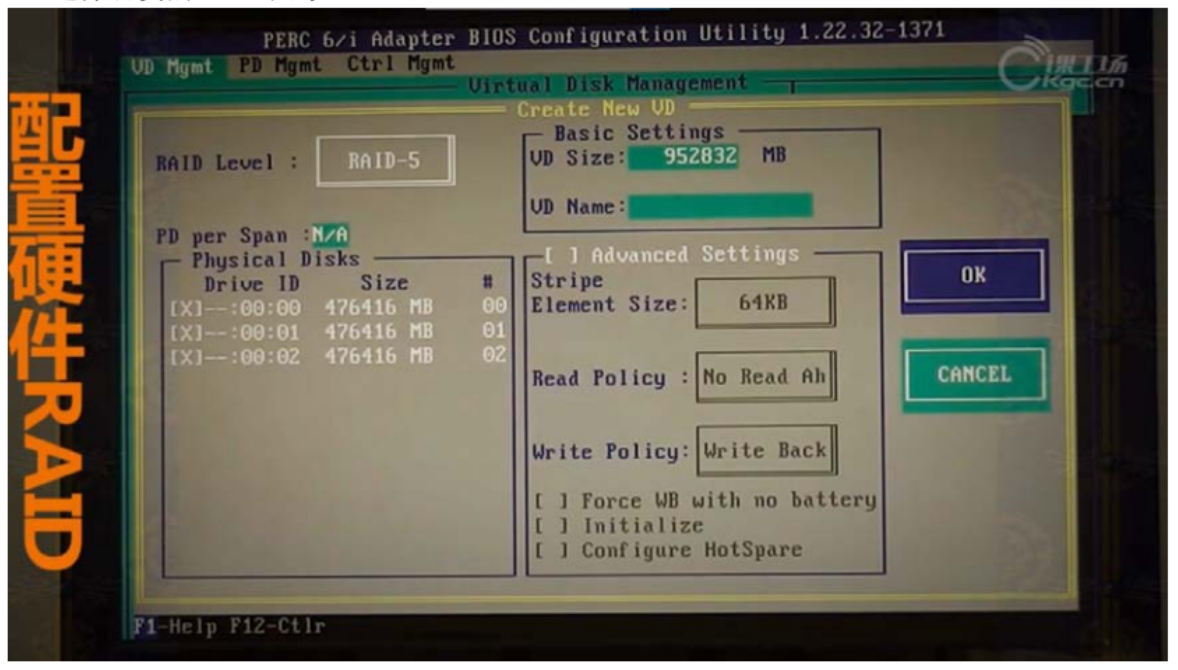 PERC 6/i Adapter BIOS Configuration Utility 1.22.32-1371
VD Mgmt PD Mgmt Ctrl Mgmt
Virtual Disk Management
Create New VD
RAID Level : RAID-5
PD per Span :N/A
Physical Disks
Drive ID Size #
[X]--:00:00 476416 MB 00
[X]--:00:01 476416 MB 01
[X]--:00:02 476416 MB 02
Basic Settings
VD Size: 952832 MB
VD Name:
[ ] Advanced Settings
Stripe
Element Size: 64KB
Read Policy : No Read Ah
Write Policy: Write Back
[ ] Force WB with no battery
[ ] Initialize
[ ] Configure HotSpare
OK
CANCEL
F1-Help F12-Ctlr
配置硬件RAID
课工场
Kgc.cn